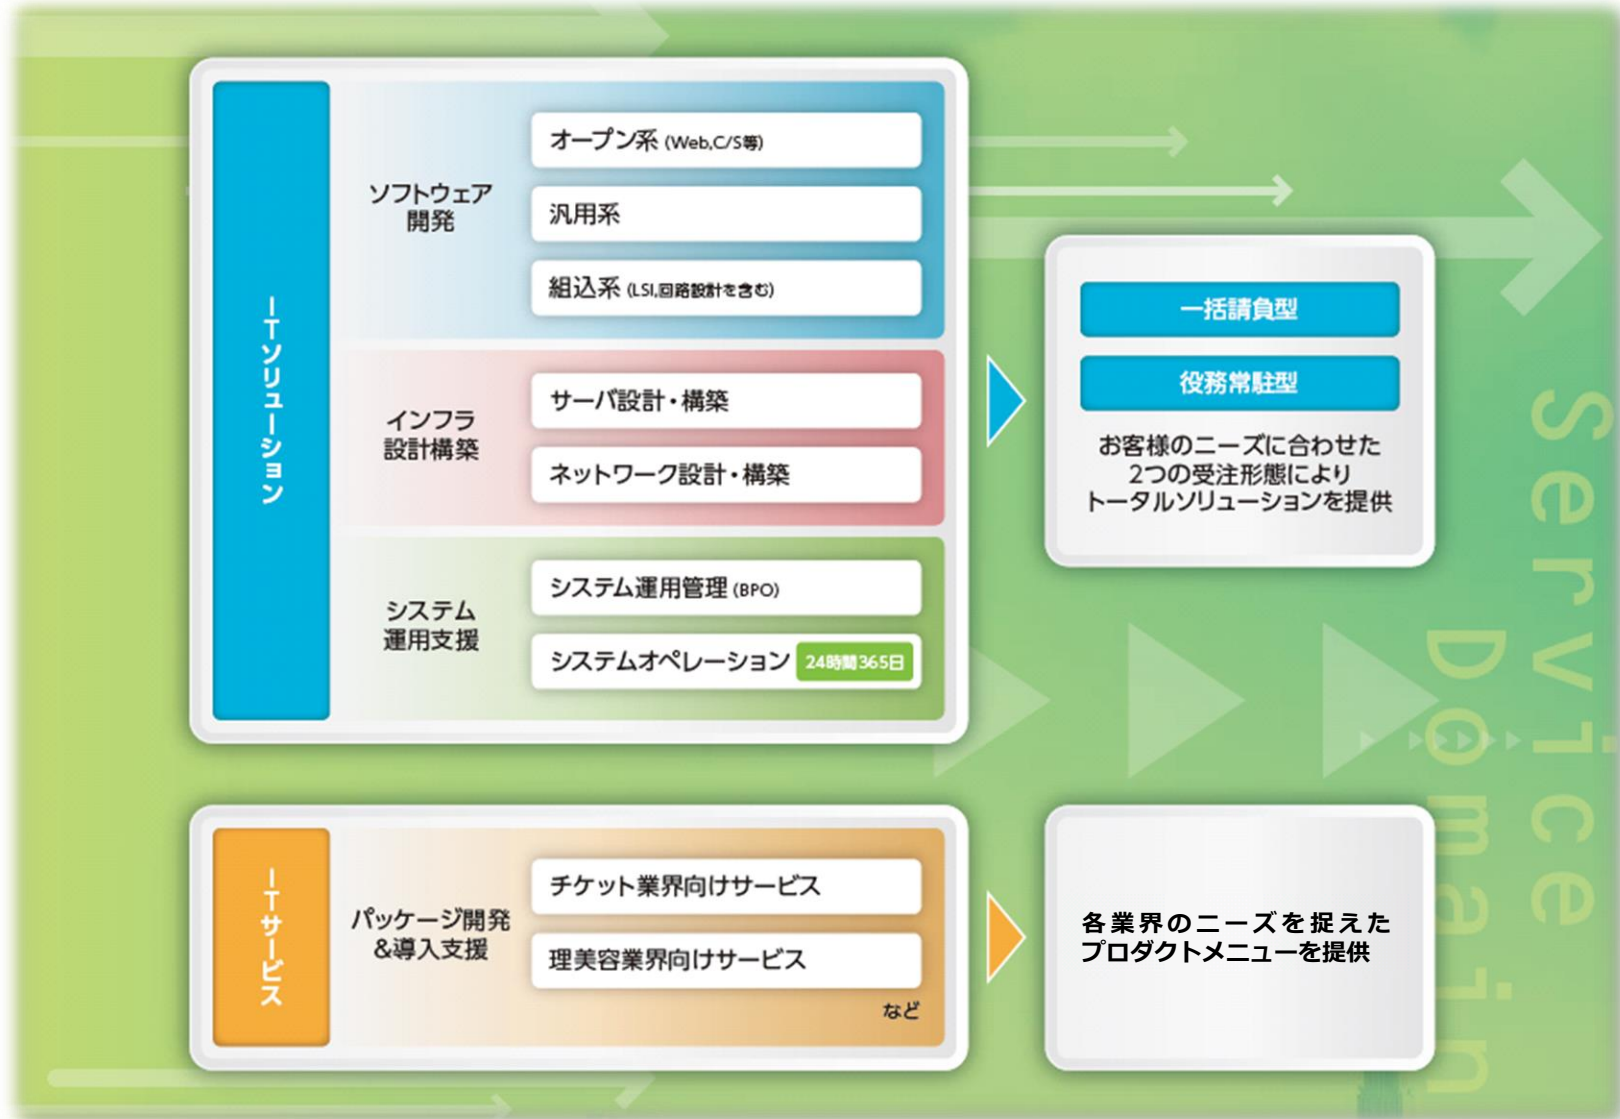 ITソリューション
ソフトウェア
開発
オープン系 (Web,C/S等)
汎用系
組込系 (LSI,回路設計を含む)
インフラ
設計構築
サーバ設計・構築
ネットワーク設計・構築
システム
運用支援
システム運用管理 (BPO)
システムオペレーション 24時間365日
一括請負型
役務常駐型
お客様のニーズに合わせた
2つの受注形態により
トータルソリューションを提供
ITサービス
パッケージ開発
&導入支援
チケット業界向けサービス
理美容業界向けサービス
など
各業界のニーズを捉えた
プロダクトメニューを提供
Service
Domain